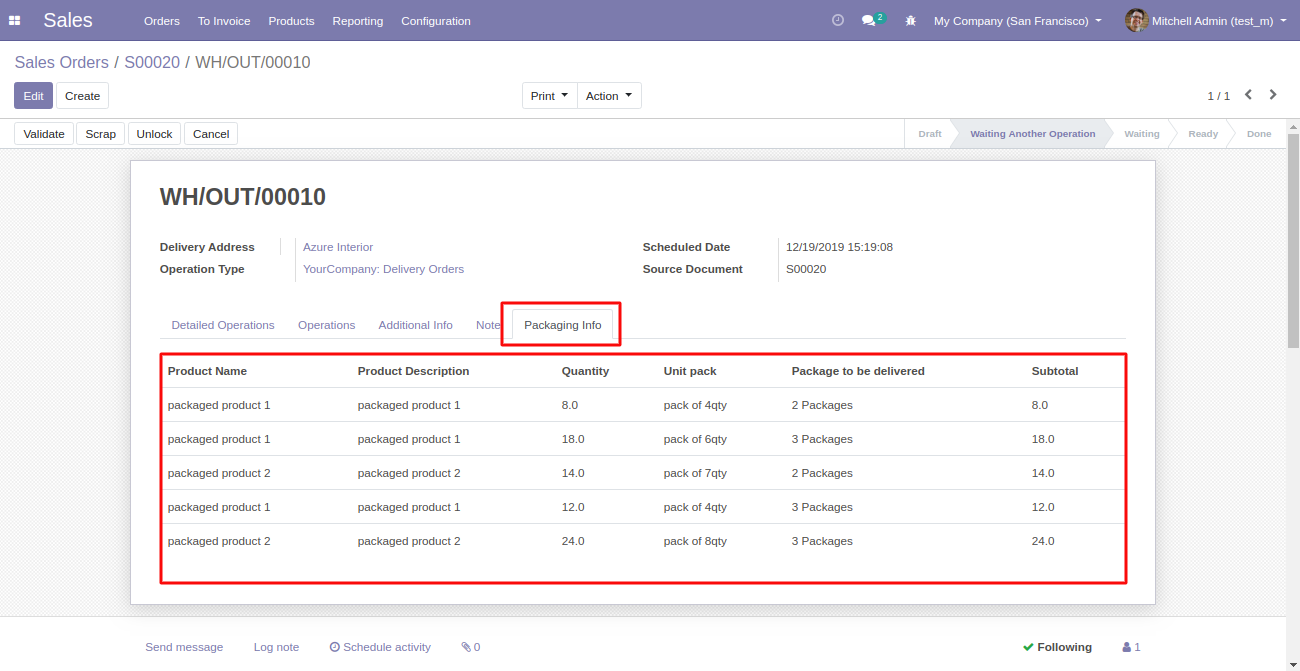 Sales Orders To Invoice Products Reporting Configuration 2 My Company (San Francisco) Mitchell Admin (test_m)
Sales Orders / S00020 / WH/OUT/00010
Edit Create Print Action 1 / 1
Validate Scrap Unlock Cancel Draft Waiting Another Operation Waiting Ready Done
WH/OUT/00010
Delivery Address Azure Interior Scheduled Date 12/19/2019 15:19:08
Operation Type YourCompany: Delivery Orders Source Document S00020
Detailed Operations Operations Additional Info Note Packaging Info
Product Name Product Description Quantity Unit pack Package to be delivered Subtotal
packaged product 1 packaged product 1 8.0 pack of 4qty 2 Packages 8.0
packaged product 1 packaged product 1 18.0 pack of 6qty 3 Packages 18.0
packaged product 2 packaged product 2 14.0 pack of 7qty 2 Packages 14.0
packaged product 1 packaged product 1 12.0 pack of 4qty 3 Packages 12.0
packaged product 2 packaged product 2 24.0 pack of 8qty 3 Packages 24.0
Send message Log note Schedule activity 0 Following 1